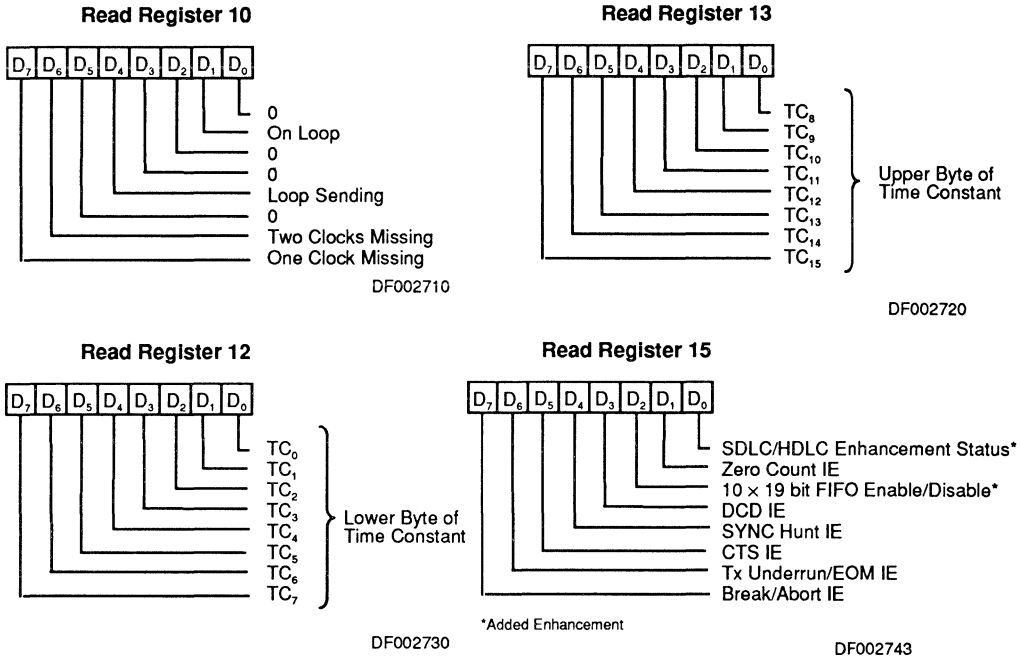 Read Register 10
D₇ D₆ D₅ D₄ D₃ D₂ D₁ D₀
0
On Loop
0
0
Loop Sending
0
Two Clocks Missing
One Clock Missing
DF002710
Read Register 13
D₇ D₆ D₅ D₄ D₃ D₂ D₁ D₀
TC₈
TC₉
TC₁₀
TC₁₁
TC₁₂
TC₁₃
TC₁₄
TC₁₅
Upper Byte of
Time Constant
DF002720
Read Register 12
D₇ D₆ D₅ D₄ D₃ D₂ D₁ D₀
TC₀
TC₁
TC₂
TC₃
TC₄
TC₅
TC₆
TC₇
Lower Byte of
Time Constant
DF002730
Read Register 15
D₇ D₆ D₅ D₄ D₃ D₂ D₁ D₀
SDLC/HDLC Enhancement Status*
Zero Count IE
10 × 19 bit FIFO Enable/Disable*
DCD IE
SYNC Hunt IE
CTS IE
Tx Underrun/EOM IE
Break/Abort IE
*Added Enhancement
DF002743